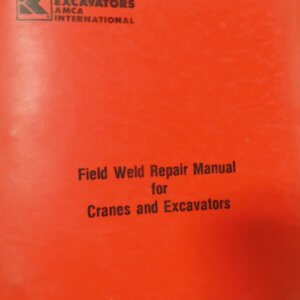 EXCAVATORS
AMCA
INTERNATIONAL
Field Weld Repair Manual
for
Cranes and Excavators